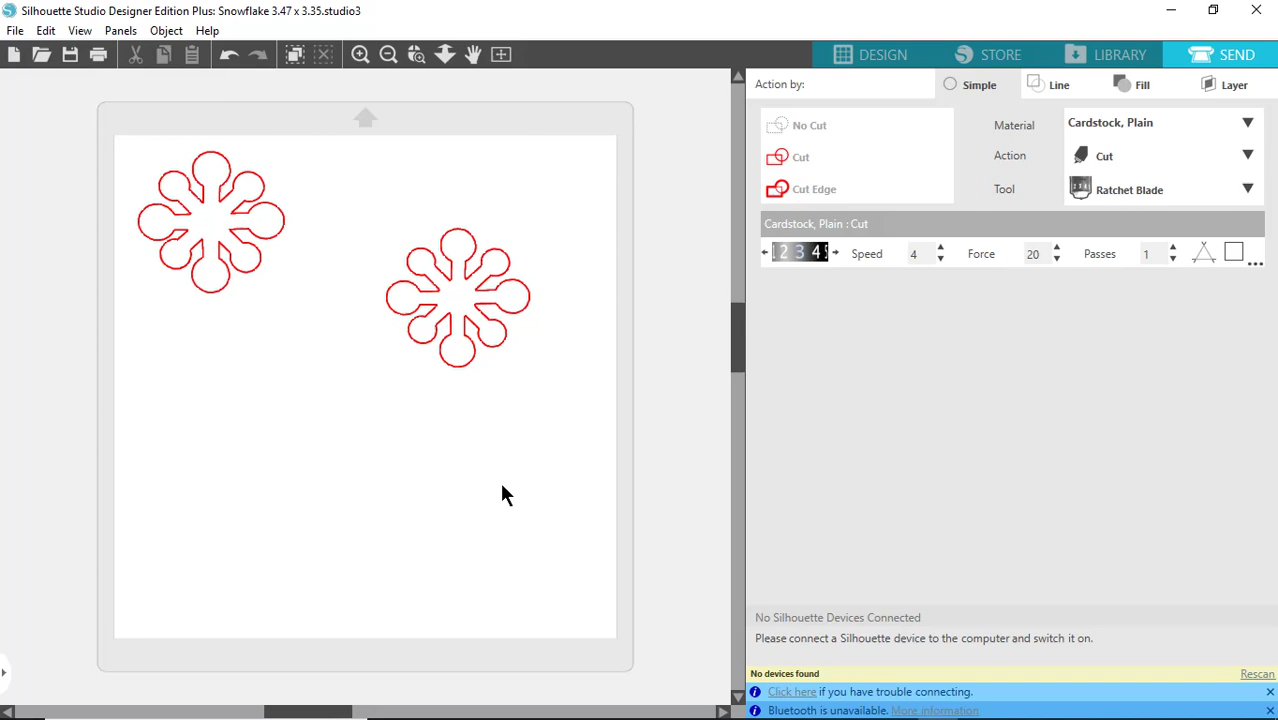 Silhouette Studio Designer Edition Plus: Snowflake 3.47 x 3.35.studio3
File Edit View Panels Object Help
DESIGN STORE LIBRARY SEND
Action by: Simple Line Fill Layer
No Cut
Cut
Cut Edge
Material Cardstock, Plain
Action Cut
Tool Ratchet Blade
Cardstock, Plain : Cut
1 2 3 4 5 Speed 4 Force 20 Passes 1 ...
No Silhouette Devices Connected
Please connect a Silhouette device to the computer and switch it on.
No devices found Rescan
Click here if you have trouble connecting.
Bluetooth is unavailable. More information